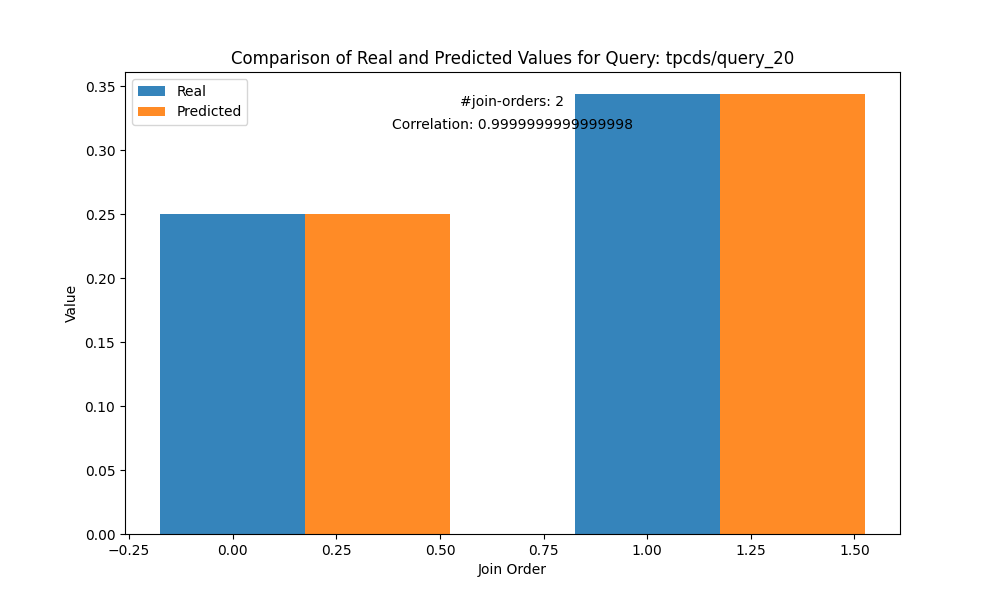 Comparison of Real and Predicted Values for Query: tpcds/query_20
Real
Predicted
#join-orders: 2
Correlation: 0.9999999999999998
Value
0.35
0.30
0.25
0.20
0.15
0.10
0.05
0.00
−0.25 0.00 0.25 0.50 0.75 1.00 1.25 1.50
Join Order